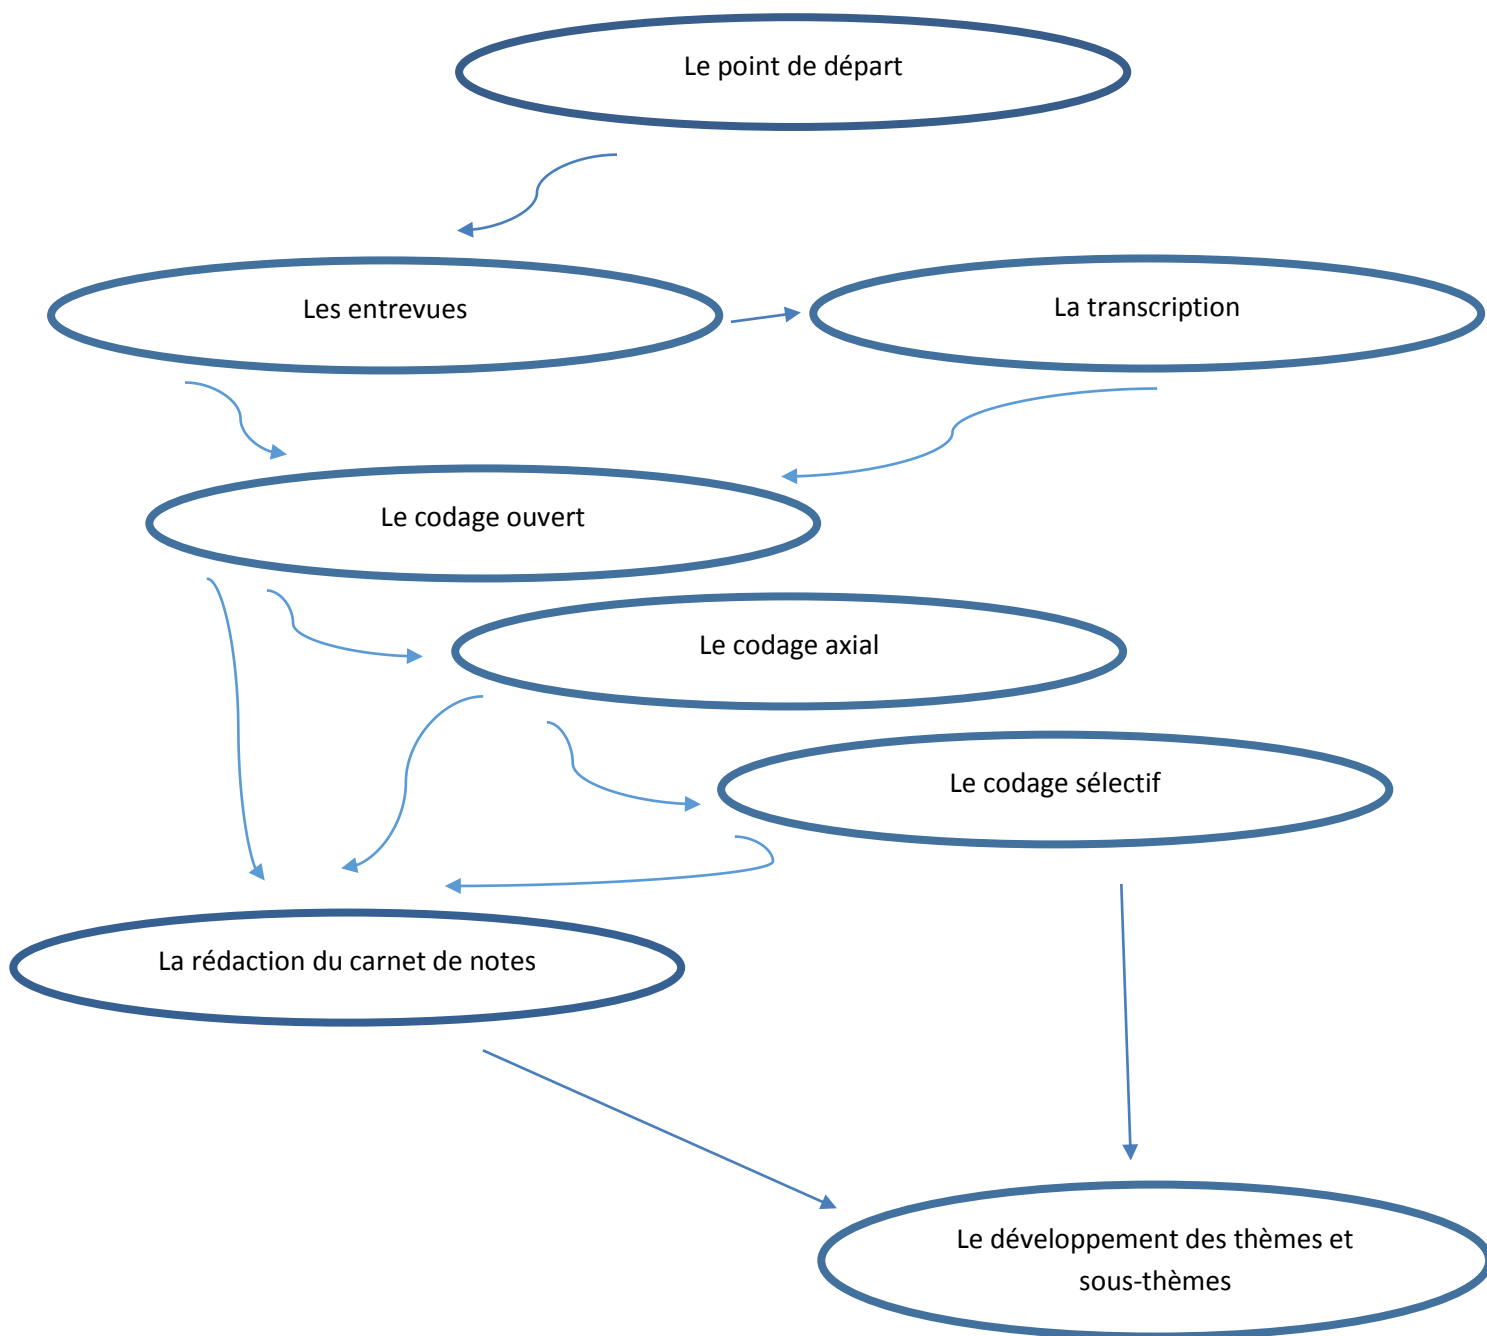 Le point de départ
Les entrevues
La transcription
Le codage ouvert
Le codage axial
Le codage sélectif
La rédaction du carnet de notes
Le développement des thèmes et
sous-thèmes